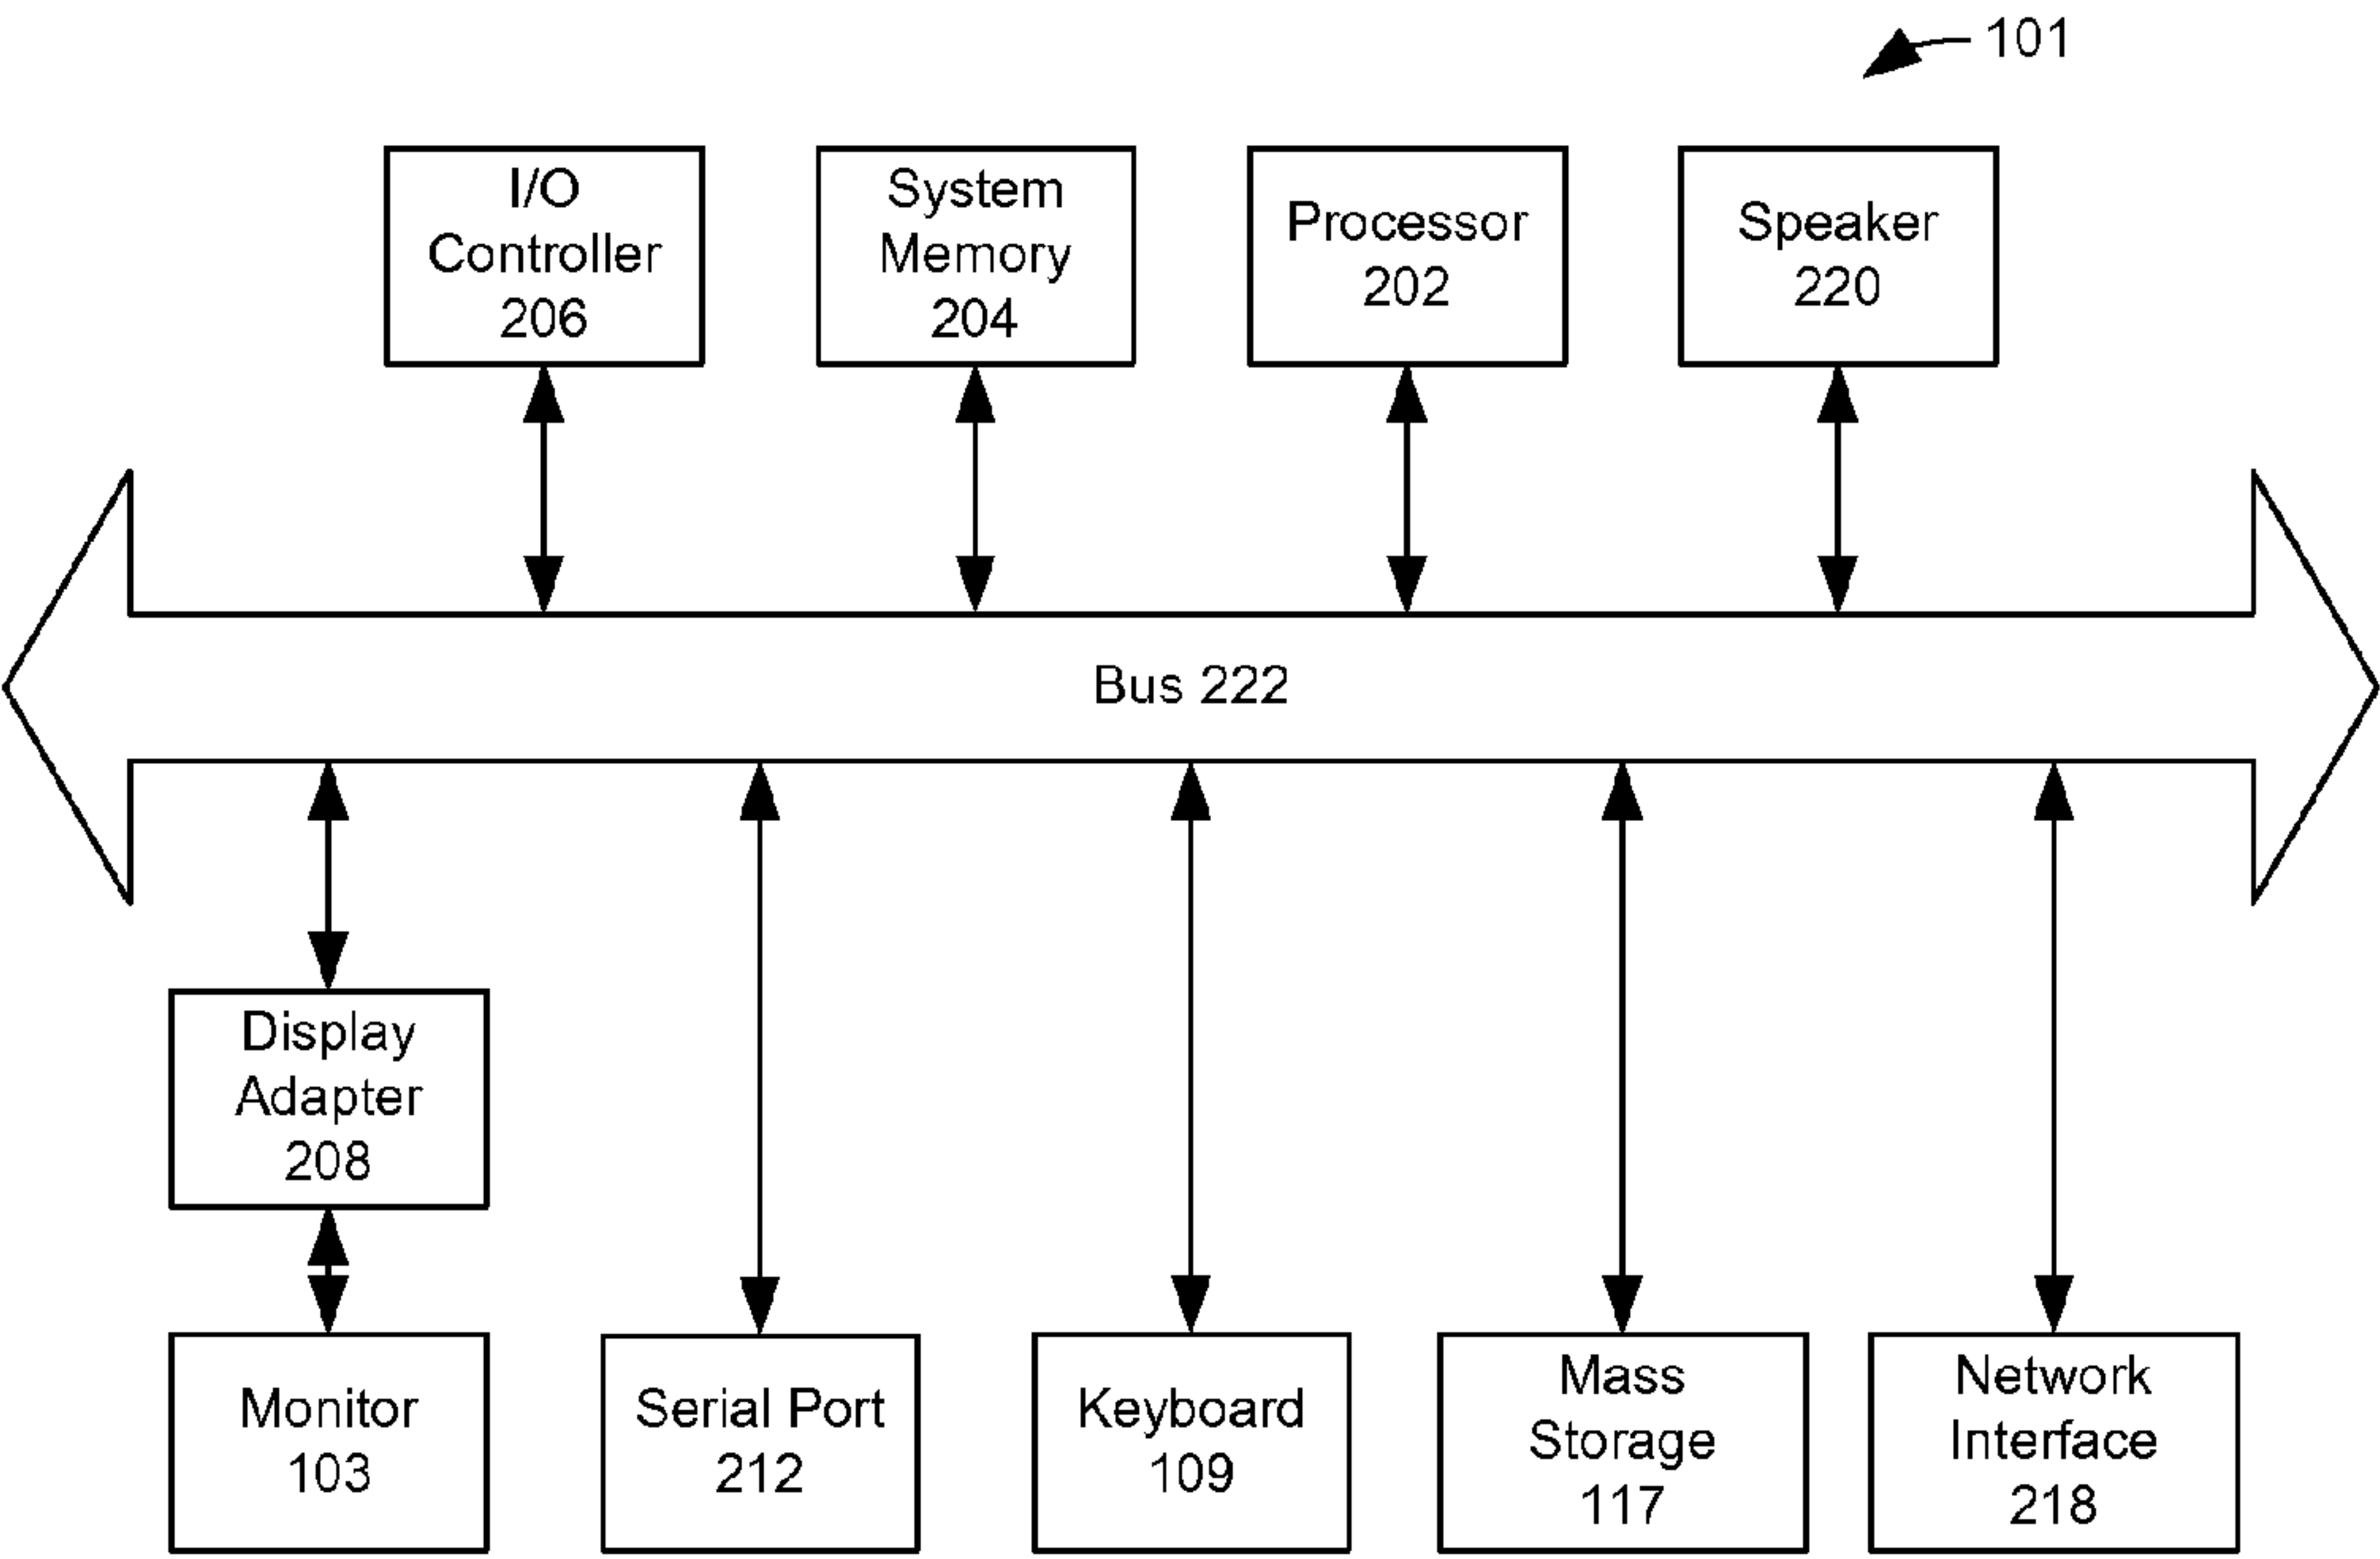 101
I/O
Controller
206
System
Memory
204
Processor
202
Speaker
220
Bus 222
Display
Adapter
208
Monitor
103
Serial Port
212
Keyboard
109
Mass
Storage
117
Network
Interface
218